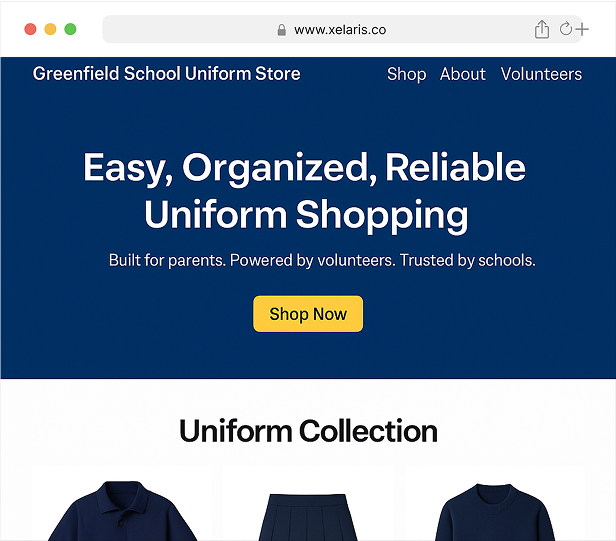 www.xelaris.co
Greenfield School Uniform Store Shop About Volunteers
Easy, Organized, Reliable
Uniform Shopping
Built for parents. Powered by volunteers. Trusted by schools.
Shop Now
Uniform Collection